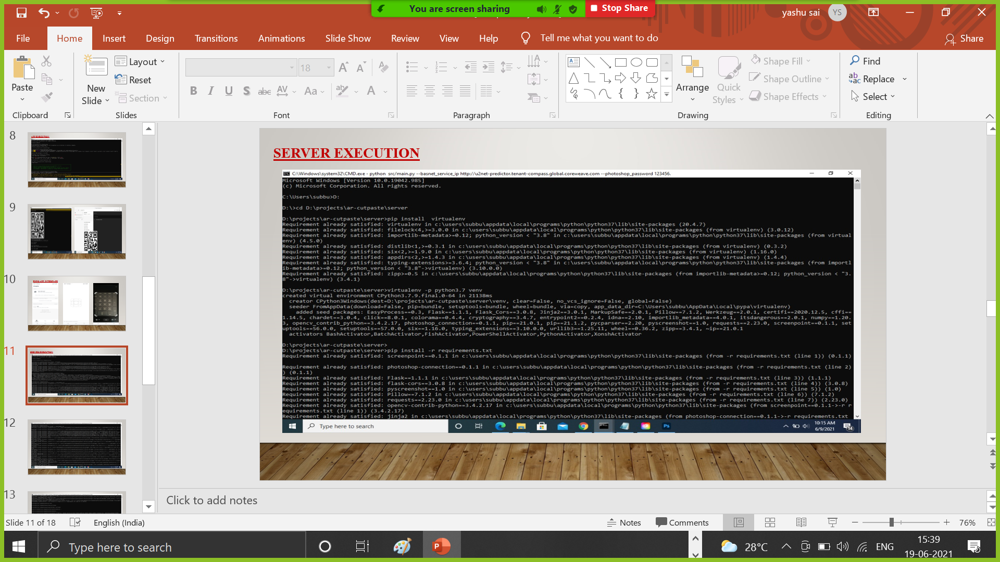 You are screen sharing
Stop Share
yashu sai
YS
File
Home
Insert
Design
Transitions
Animations
Slide Show
Review
View
Help
Tell me what you want to do
Share
Paste
New
Slide
Layout
Reset
Section
18
Find
Replace
Select
Arrange
Quick
Styles
Shape Fill
Shape Outline
Shape Effects
Clipboard
Slides
Font
Paragraph
Drawing
Editing
8
9
10
11
12
13
SERVER EXECUTION
C:\Windows\system32\CMD.exe - python src/main.py --basnet_service_ip http://u2net-predictor.tenant-compass.global.coreweave.com --photoshop_password 123456.
Microsoft Windows [Version 10.0.19042.985]
(c) Microsoft Corporation. All rights reserved.
C:\Users\subbu>D:
D:\>cd D:\projects\ar-cutpaste\server
D:\projects\ar-cutpaste\server>pip install  virtualenv
Requirement already satisfied: virtualenv in c:\users\subbu\appdata\local\programs\python\python37\lib\site-packages (20.4.7)
Requirement already satisfied: filelock<4,>=3.0.0 in c:\users\subbu\appdata\local\programs\python\python37\lib\site-packages (from virtualenv) (3.0.12)
Requirement already satisfied: importlib-metadata>=0.12; python_version < "3.8" in c:\users\subbu\appdata\local\programs\python\python37\lib\site-packages (from virtual
env) (4.5.0)
Requirement already satisfied: distlib<1,>=0.3.1 in c:\users\subbu\appdata\local\programs\python\python37\lib\site-packages (from virtualenv) (0.3.2)
Requirement already satisfied: six<2,>=1.9.0 in c:\users\subbu\appdata\local\programs\python\python37\lib\site-packages (from virtualenv) (1.16.0)
Requirement already satisfied: appdirs<2,>=1.4.3 in c:\users\subbu\appdata\local\programs\python\python37\lib\site-packages (from virtualenv) (1.4.4)
Requirement already satisfied: typing-extensions>=3.6.4; python_version < "3.8" in c:\users\subbu\appdata\local\programs\python\python37\lib\site-packages (from importl
ib-metadata>=0.12; python_version < "3.8"->virtualenv) (3.10.0.0)
Requirement already satisfied: zipp>=0.5 in c:\users\subbu\appdata\local\programs\python\python37\lib\site-packages (from importlib-metadata>=0.12; python_version < "3.
8"->virtualenv) (3.4.1)
D:\projects\ar-cutpaste\server>virtualenv -p python3.7 venv
created virtual environment CPython3.7.9.final.0-64 in 21138ms
creator CPython3Windows(dest=D:\projects\ar-cutpaste\server\venv, clear=False, no_vcs_ignore=False, global=False)
seeder FromAppData(download=False, pip=bundle, setuptools=bundle, wheel=bundle, via=copy, app_data_dir=C:\Users\subbu\AppData\Local\pypa\virtualenv)
added seed packages: EasyProcess==0.3, Flask==1.1.1, Flask_Cors==3.0.8, Jinja2==3.0.1, MarkupSafe==2.0.1, Pillow==7.1.2, Werkzeug==2.0.1, certifi==2020.12.5, cffi==
1.14.5, chardet==3.0.4, click==8.0.1, colorama==0.4.4, cryptography==3.4.7, entrypoint2==0.2.4, idna==2.10, importlib_metadata==4.0.1, itsdangerous==2.0.1, numpy==1.20.
3, opencv_contrib_python==3.4.2.17, photoshop_connection==0.1.1, pip==21.0.1, pip==21.1.2, pycparser==2.20, pyscreenshot==1.0, requests==2.23.0, screenpoint==0.1.1, set
uptools==56.0.0, setuptools==57.0.0, six==1.16.0, typing_extensions==3.10.0.0, urllib3==1.25.11, wheel==0.36.2, zipp==3.4.1, ~ip==21.0.1
activators BashActivator,BatchActivator,FishActivator,PowerShellActivator,PythonActivator,XonshActivator
D:\projects\ar-cutpaste\server>
D:\projects\ar-cutpaste\server>pip install -r requirements.txt
Requirement already satisfied: screenpoint==0.1.1 in c:\users\subbu\appdata\local\programs\python\python37\lib\site-packages (from -r requirements.txt (line 1)) (0.1.1)
Requirement already satisfied: photoshop-connection==0.1.1 in c:\users\subbu\appdata\local\programs\python\python37\lib\site-packages (from -r requirements.txt (line 2)
) (0.1.1)
Requirement already satisfied: Flask==1.1.1 in c:\users\subbu\appdata\local\programs\python\python37\lib\site-packages (from -r requirements.txt (line 3)) (1.1.1)
Requirement already satisfied: flask-cors==3.0.8 in c:\users\subbu\appdata\local\programs\python\python37\lib\site-packages (from -r requirements.txt (line 4)) (3.0.8)
Requirement already satisfied: pyscreenshot==1.0 in c:\users\subbu\appdata\local\programs\python\python37\lib\site-packages (from -r requirements.txt (line 5)) (1.0)
Requirement already satisfied: Pillow==7.1.2 in c:\users\subbu\appdata\local\programs\python\python37\lib\site-packages (from -r requirements.txt (line 6)) (7.1.2)
Requirement already satisfied: requests==2.23.0 in c:\users\subbu\appdata\local\programs\python\python37\lib\site-packages (from -r requirements.txt (line 7)) (2.23.0)
Requirement already satisfied: opencv-contrib-python==3.4.2.17 in c:\users\subbu\appdata\local\programs\python\python37\lib\site-packages (from screenpoint==0.1.1->-r r
equirements.txt (line 1)) (3.4.2.17)
Requirement already satisfied: jinja2 in c:\users\subbu\appdata\local\programs\python\python37\lib\site-packages (from photoshop-connection==0.1.1->-r requirements.txt
Type here to search
Ps
10:15 AM
6/9/2021
14
Click to add notes
Slide 11 of 18
English (India)
Notes
Comments
76%
Type here to search
28°C
ENG
15:39
19-06-2021